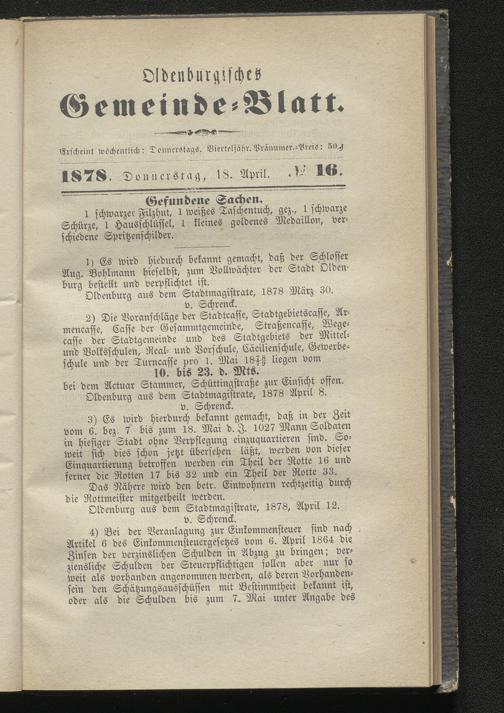 Oldenburgisches
Gemeinde-Blatt.
Erscheint wöchentlich: Donnerstags. Vierteljähr. Pränumer.-Preis: 50 ₰
1878. Donnerstag, 18. April. № 16.
Gefundene Sachen.
1 schwarzer Filzhut, 1 weißes Taschentuch, gez., 1 schwarze
Schürze, 1 Hausschlüssel, 1 kleines goldenes Medaillon, ver-
schiedene Spritzenschilder.
1) Es wird hiedurch bekannt gemacht, daß der Schlosser
Aug. Bohlmann hieselbst, zum Vollwächter der Stadt Olden-
burg bestellt und verpflichtet ist.
Oldenburg aus dem Stadtmagistrate, 1878 März 30.
v. Schrenck.
2) Die Voranschläge der Stadtcasse, Stadtgebietscasse, Ar-
mencasse, Casse der Gesammtgemeinde, Straßencasse, Wege-
casse der Stadtgemeinde und des Stadtgebiets der Mittel-
und Volksschulen, Real- und Vorschule, Cäcilienschule, Gewerbe-
schule und der Turncasse pro 1. Mai 18⁷⁸⁄₇₉ liegen vom
10. bis 23. d. Mts.
bei dem Actuar Stammer, Schüttingstraße zur Einsicht offen.
Oldenburg aus dem Stadtmagistrate, 1878 April 8.
v. Schrenck.
3) Es wird hierdurch bekannt gemacht, daß in der Zeit
vom 6. bez. 7 bis zum 18. Mai d. J. 1027 Mann Soldaten
in hiesiger Stadt ohne Verpflegung einzuquartieren sind. So-
weit sich dies schon jetzt übersehen läßt, werden von dieser
Einquartierung betroffen werden ein Theil der Rotte 16 und
ferner die Rotten 17 bis 32 und ein Theil der Rotte 33.
Das Nähere wird den betr. Einwohnern rechtzeitig durch
die Rottmeister mitgetheilt werden.
Oldenburg aus dem Stadtmagistrate, 1878, April 12.
v. Schrenck.
4) Bei der Veranlagung zur Einkommensteuer sind nach
Artikel 6 des Einkommensteuergesetzes vom 6. April 1864 die
Zinsen der verzinslichen Schulden in Abzug zu bringen; ver-
zinsliche Schulden der Steuerpflichtigen sollen aber nur so
weit als vorhanden angenommen werden, als deren Vorhanden-
sein den Schätzungsausschüssen mit Bestimmtheit bekannt ist,
oder als die Schulden bis zum 7. Mai unter Angabe des